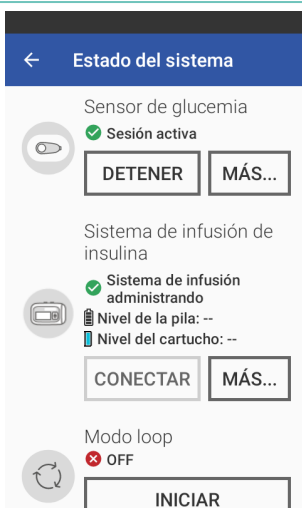 Estado del sistema
Sensor de glucemia
Sesión activa
DETENER
MÁS...
Sistema de infusión de
insulina
Sistema de infusión
administrando
Nivel de la pila: --
Nivel del cartucho: --
CONECTAR
MÁS...
Modo loop
OFF
INICIAR